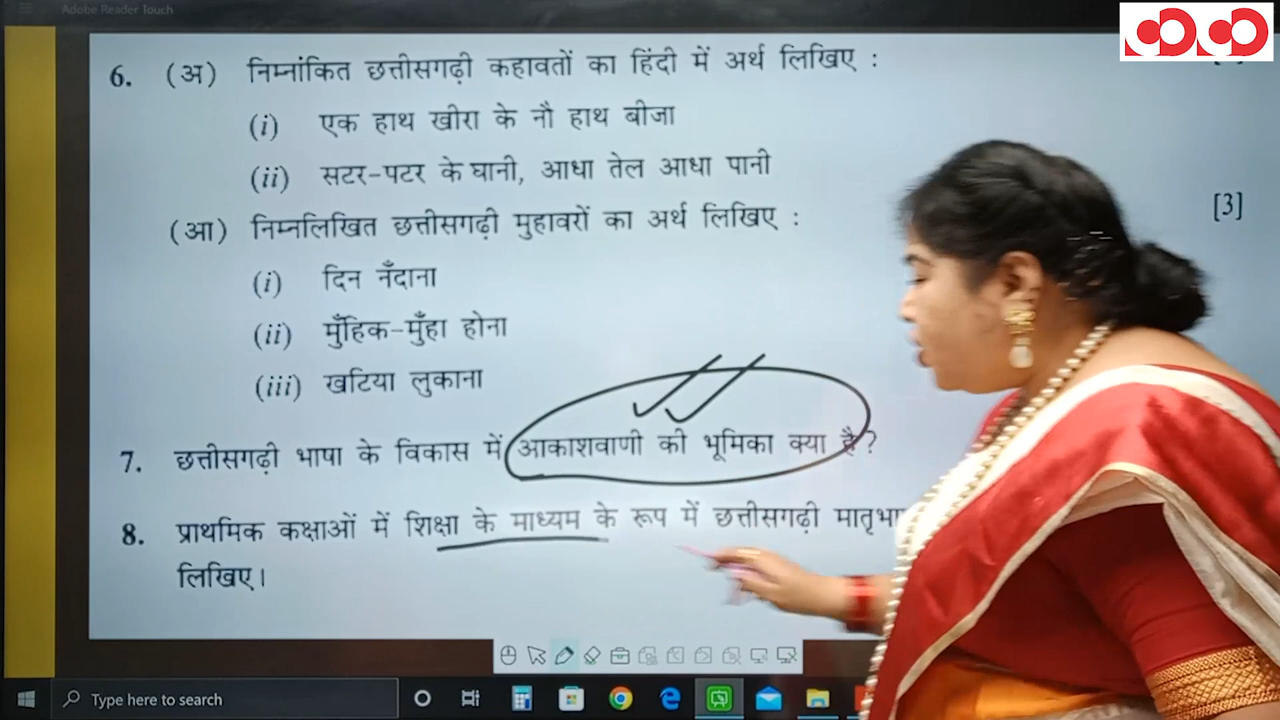 Adobe Reader Touch
6. (अ) निम्नांकित छत्तीसगढ़ी कहावतों का हिंदी में अर्थ लिखिए :
(i) एक हाथ खीरा के नौ हाथ बीजा
(ii) सटर-पटर के घानी, आधा तेल आधा पानी
[3]
(आ) निम्नलिखित छत्तीसगढ़ी मुहावरों का अर्थ लिखिए :
(i) दिन नँदाना
(ii) मुँहिक-मुँहा होना
(iii) खटिया लुकाना
7. छत्तीसगढ़ी भाषा के विकास में आकाशवाणी की भूमिका क्या है ?
8. प्राथमिक कक्षाओं में शिक्षा के माध्यम के रूप में छत्तीसगढ़ी
लिखिए।
Type here to search